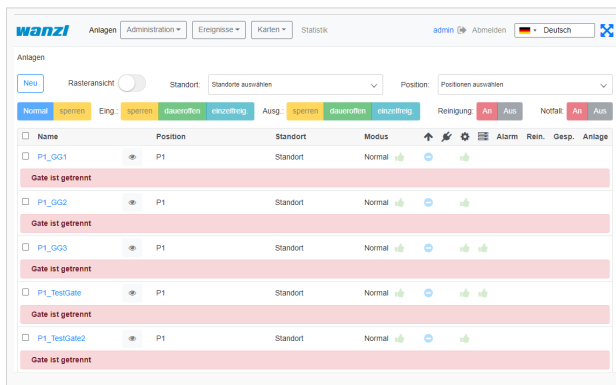 wanzl Anlagen Administration Ereignisse Karten Statistik admin Abmelden Deutsch
Anlagen
Neu Rasteransicht Standort: Standorte auswählen Position: Positionen auswählen
Normal sperren Eing.: sperren daueroffen einzelfreig. Ausg.: sperren daueroffen einzelfreig. Reinigung: An Aus Notfall: An Aus
Name Position Standort Modus Alarm Rein. Gesp. Anlage
P1_GG1 P1 Standort Normal
Gate ist getrennt
P1_GG2 P1 Standort Normal
Gate ist getrennt
P1_GG3 P1 Standort Normal
Gate ist getrennt
P1_TestGate P1 Standort Normal
Gate ist getrennt
P1_TestGate2 P1 Standort Normal
Gate ist getrennt